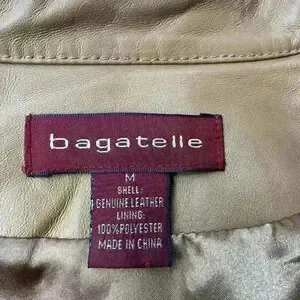 bagatelle
M
SHELL:
GENUINE LEATHER
LINING:
100% POLYESTER
MADE IN CHINA